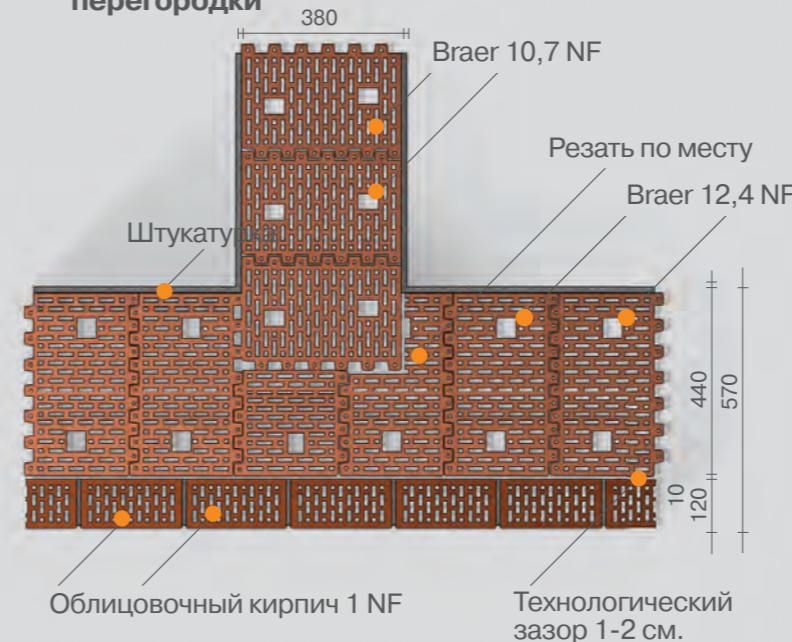 перегородки
380
Braer 10,7 NF
Резать по месту
Braer 12,4 NF
Штукатурка
440
570
10
120
Облицовочный кирпич 1 NF
Технологический
зазор 1-2 см.